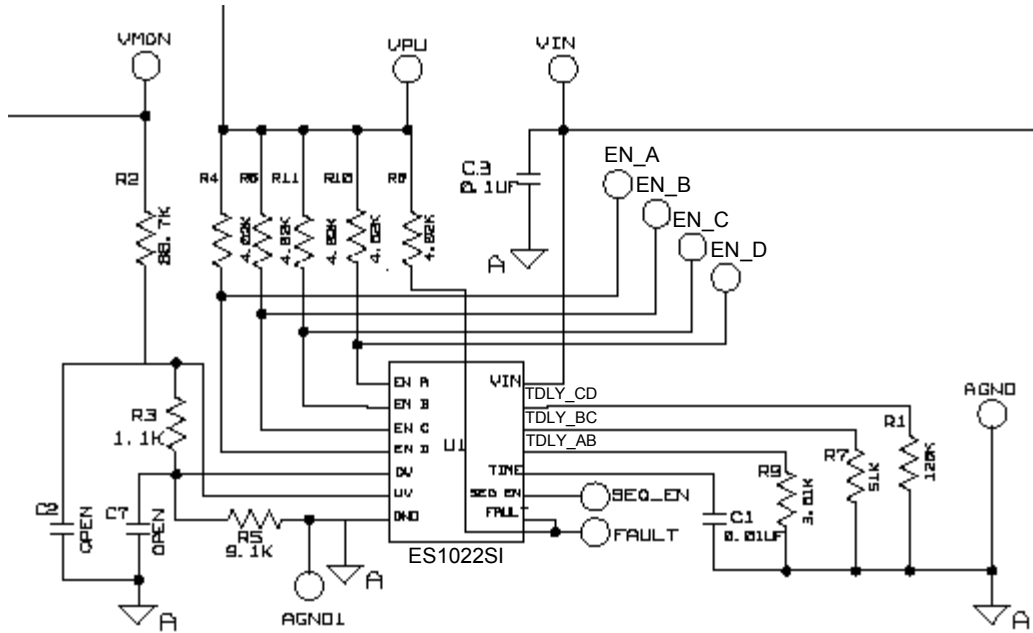 VMON
VPU
VIN
R2
88.7K
R4
4.02K
R6
4.02K
R11
4.02K
R10
4.02K
R8
4.02K
C3
0.1UF
A
EN_A
EN_B
EN_C
EN_D
EN A
EN B
EN C
EN D
OV
UV
GND
U1
VIN
TIME
SEQ EN
FAULT
ES1022SI
TDLY_CD
TDLY_BC
TDLY_AB
R3
1.1K
C2
OPEN
C7
OPEN
R5
9.1K
A
AGND1
A
SEQ_EN
FAULT
C1
0.01UF
R9
3.01K
R7
51K
R1
120K
AGND
A